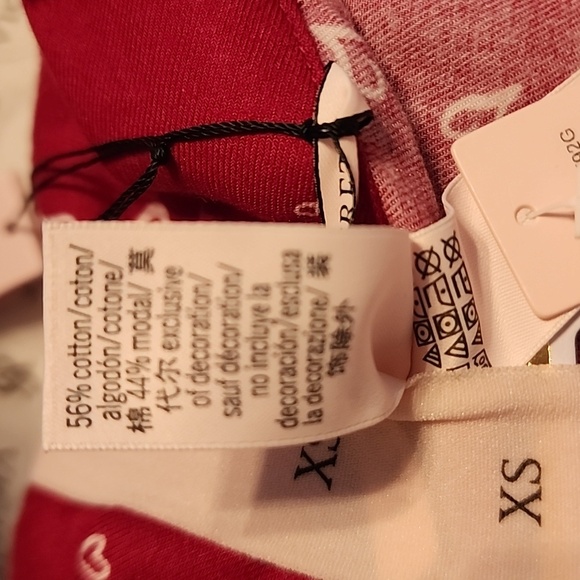 56% cotton/coton/
algodón/cotone/
棉 44% modal/ 莫
代尔 exclusive
of decoration/
sauf décoration/
no incluye la
decoración/esclusa
la decorazione/ 装
饰除外
XS
XS